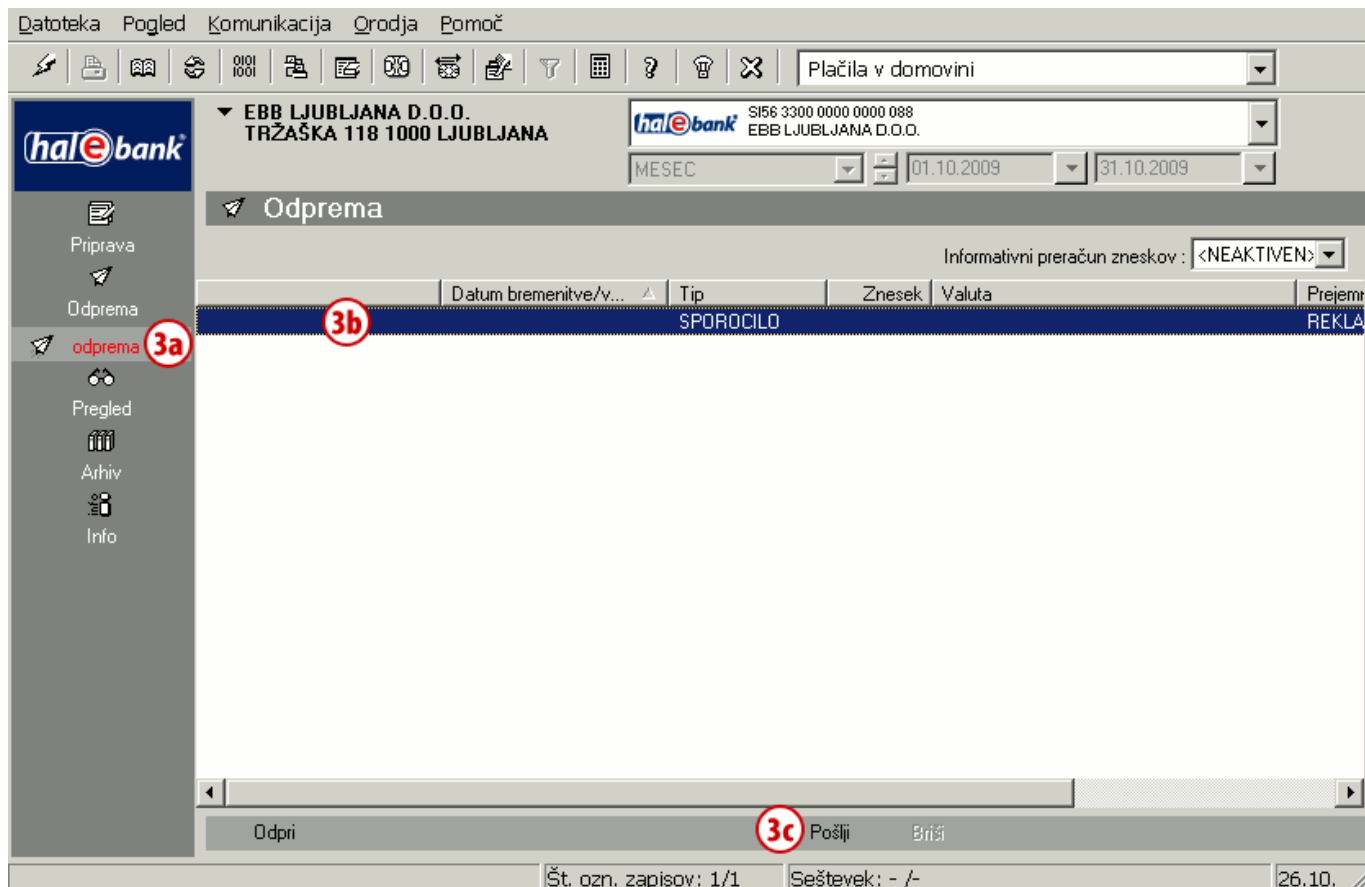 Datoteka Pogled Komunikacija Orodja Pomoč
Plačila v domovini
hal e bank
EBB LJUBLJANA D.O.O.
TRŽAŠKA 118 1000 LJUBLJANA
hal e bank
SI56 3300 0000 0000 088
EBB LJUBLJANA D.O.O.
MESEC 01.10.2009 31.10.2009
Odprema
Priprava
Odprema
odprema 3a
Pregled
Arhiv
Info
Informativni preračun zneskov : <NEAKTIVEN>
Datum bremenitve/v... Tip Znesek Valuta Prejemn
3b SPOROCILO REKLA
Odpri 3c Pošlji Briši
Št. ozn. zapisov: 1/1 Seštevek: - /- 26.10.